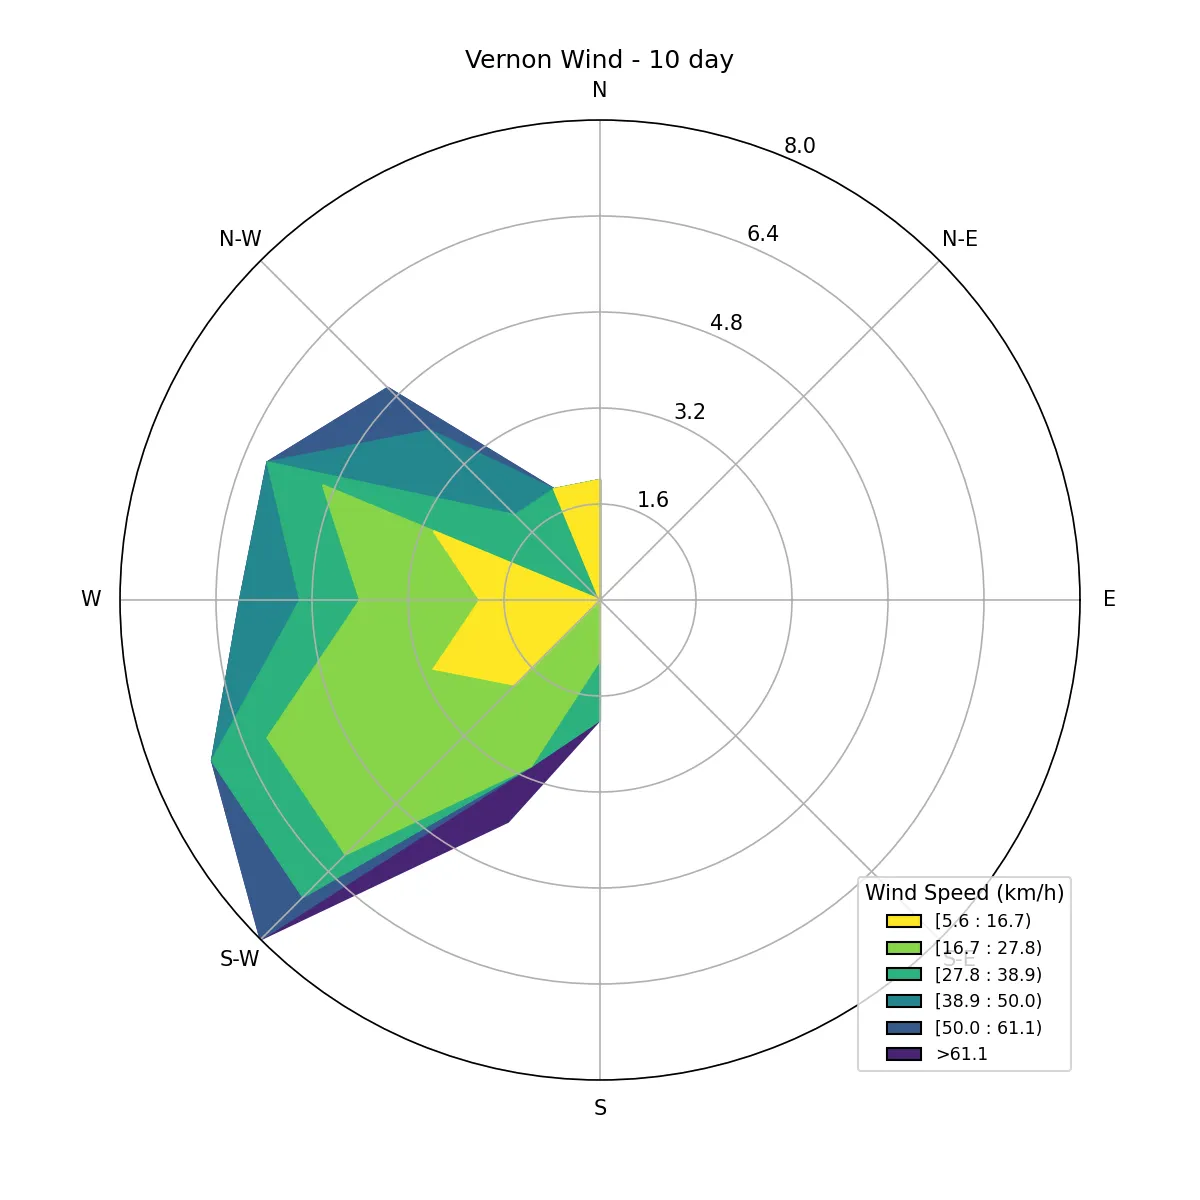 Vernon Wind - 10 day
N
8.0
N-W
6.4
N-E
4.8
3.2
1.6
W
E
S-W
S-E
S
Wind Speed (km/h)
[5.6 : 16.7)
[16.7 : 27.8)
[27.8 : 38.9)
[38.9 : 50.0)
[50.0 : 61.1)
>61.1